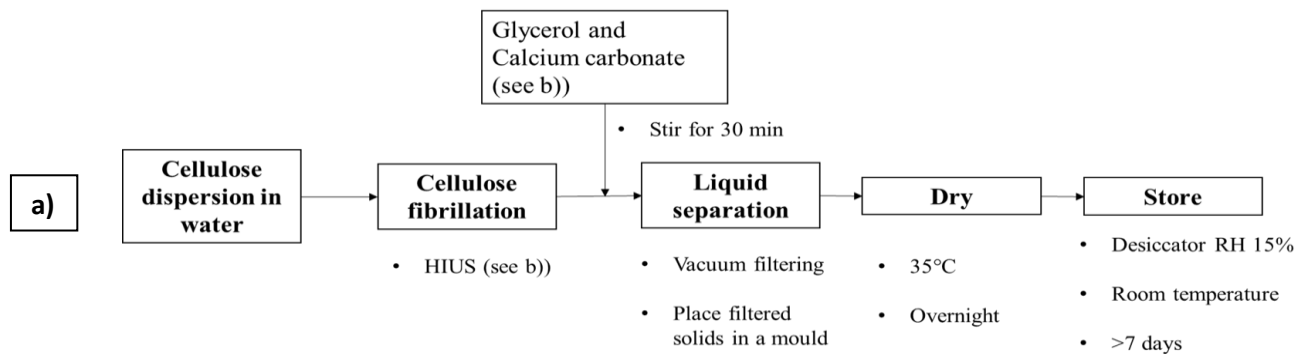 Glycerol and
Calcium carbonate
(see b))
• Stir for 30 min
a)
Cellulose
dispersion in
water
Cellulose
fibrillation
• HIUS (see b))
Liquid
separation
• Vacuum filtering
• Place filtered
solids in a mould
Dry
• 35°C
• Overnight
Store
• Desiccator RH 15%
• Room temperature
• >7 days